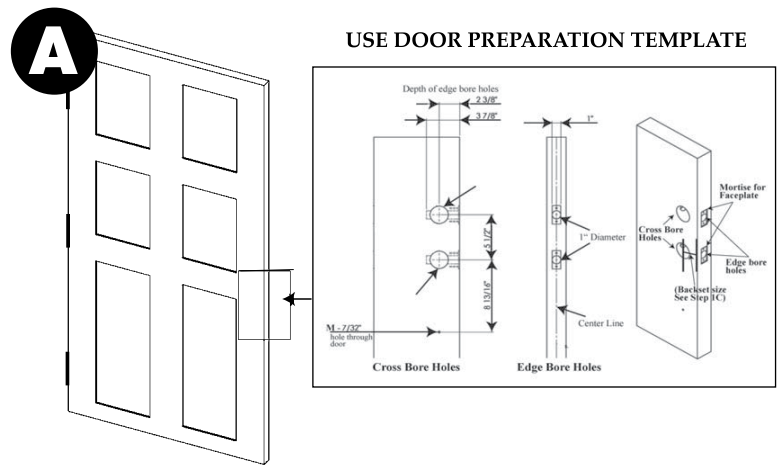 A
USE DOOR PREPARATION TEMPLATE
Depth of edge bore holes
2 3/8"
3 7/8"
1"
5 1/2"
8 13/16"
M - 7/32"
hole through
door
Cross Bore Holes
1" Diameter
Center Line
Edge Bore Holes
Mortise for
Faceplate
Cross Bore
Holes
Edge bore
holes
(Backset size
See Step 1C)